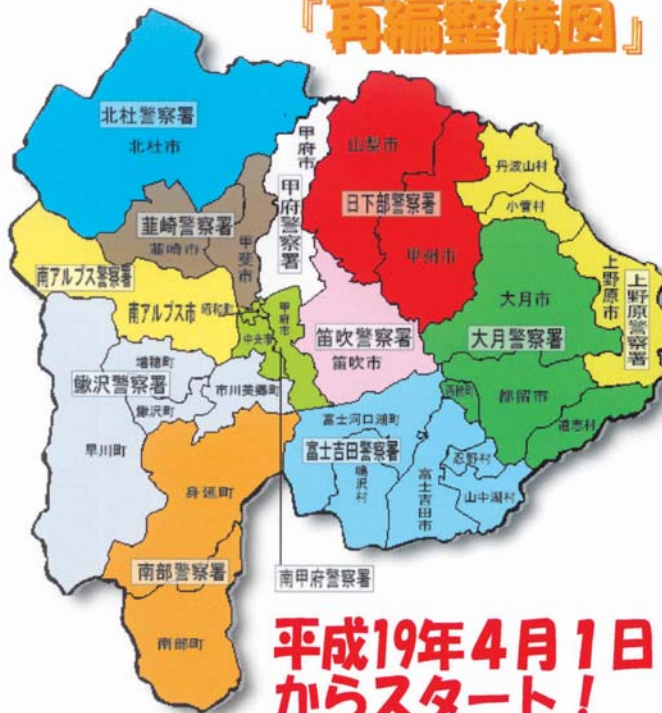 『再編整備図』
北杜警察署
北杜市
甲府市
甲府警察署
山梨市
日下部警察署
甲州市
丹波山村
小菅村
上野原市
上野原警察署
韮崎警察署
韮崎市
甲斐市
南アルプス警察署
南アルプス市
昭和町
中央市
甲府市
笛吹警察署
笛吹市
大月市
大月警察署
都留市
道志村
西桂町
増穂町
鰍沢警察署
鰍沢町
市川美郷町
早川町
富士河口湖町
富士吉田警察署
鳴沢村
富士吉田市
忍野村
山中湖村
身延町
南部警察署
南部町
南甲府警察署
平成19年4月1日
からスタート!